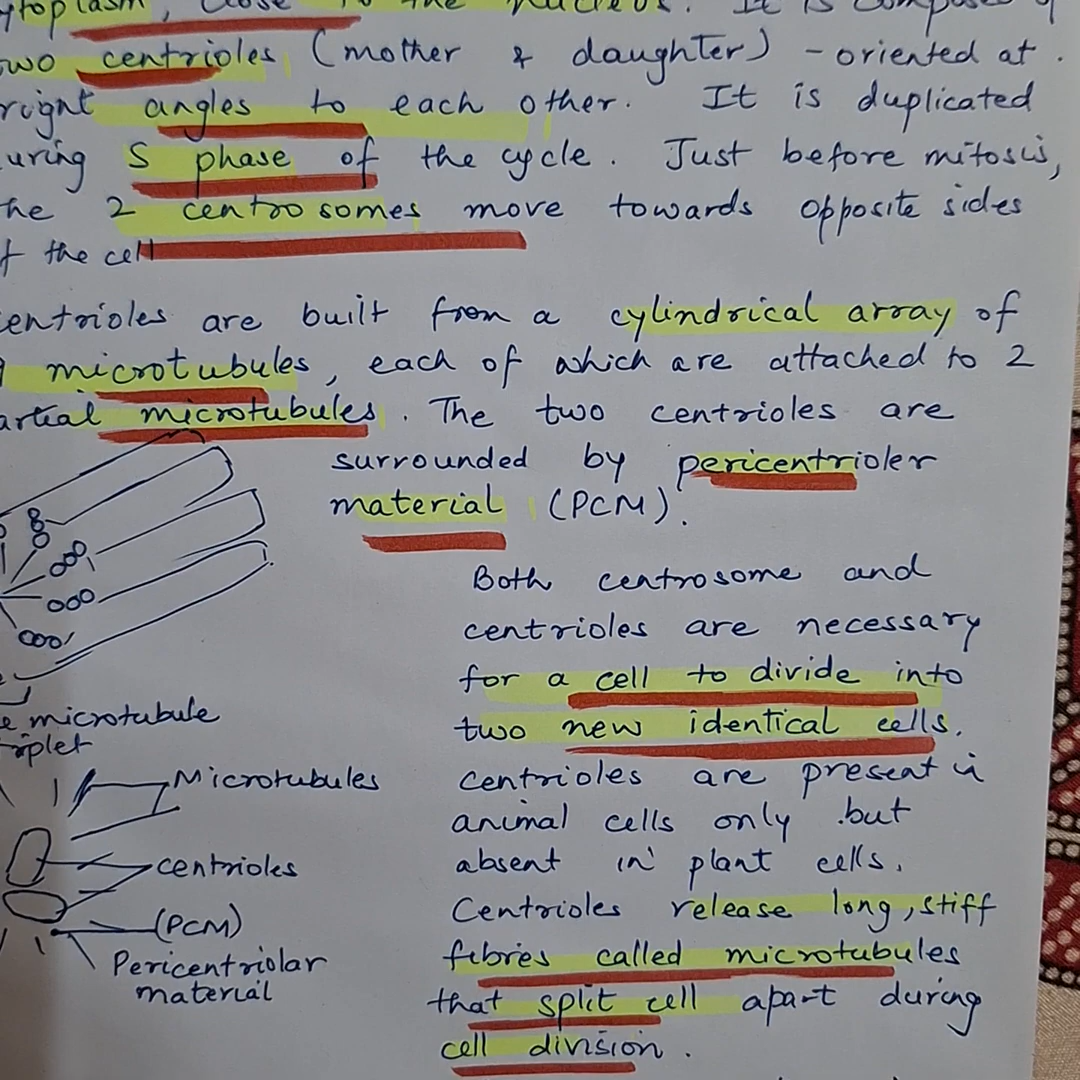 ytoplasm, close to the nucleus. It is composed of
two centrioles (mother & daughter) - oriented at
right angles to each other. It is duplicated
uring S phase of the cycle. Just before mitosis,
he 2 centrosomes move towards opposite sides
f the cell
entrioles are built from a cylindrical array of
9 microtubules, each of which are attached to 2
artial microtubules. The two centrioles are
surrounded by pericentrioler
material (PCM).
Both centrosome and
centrioles are necessary
for a cell to divide into
two new identical cells.
centrioles are present in
animal cells only but
absent in plant cells.
Centrioles release long, stiff
fibres called microtubules
that split cell apart during
cell division.
e microtubule
riplet
Microtubules
centrioles
(PCM)
Pericentriolar
material